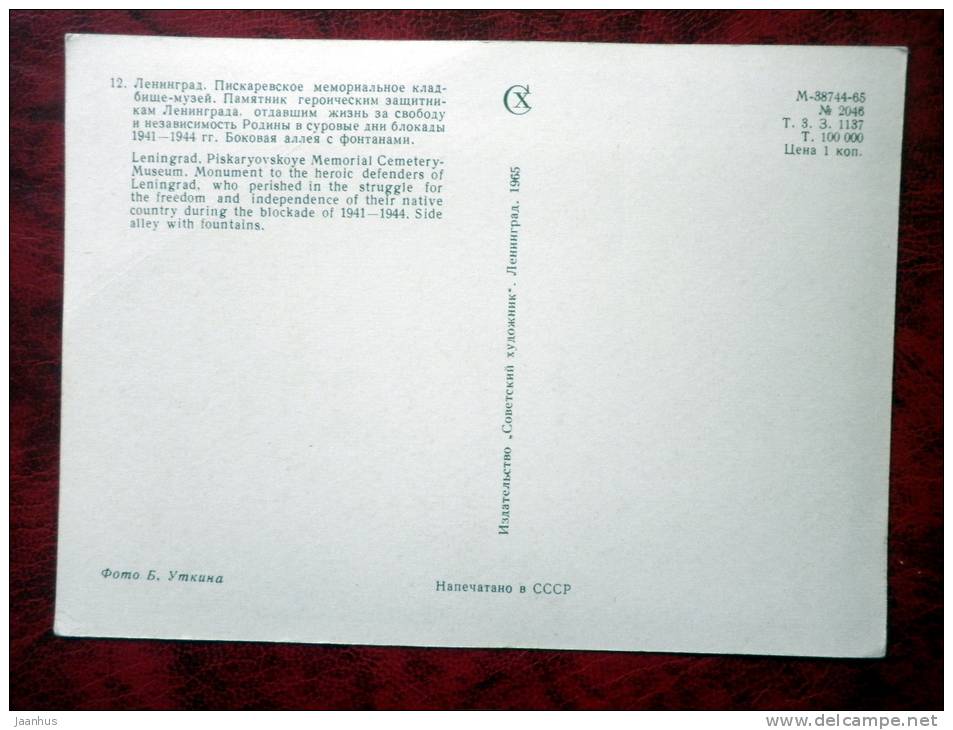 12. Ленинград. Пискаревское мемориальное клад-
бище-музей. Памятник героическим защитни-
кам Ленинграда, отдавшим жизнь за свободу
и независимость Родины в суровые дни блокады
1941—1944 гг. Боковая аллея с фонтанами.
Leningrad. Piskaryovskoye Memorial Cemetery-
Museum. Monument to the heroic defenders of
Leningrad, who perished in the struggle for
the freedom and independence of their native
country during the blockade of 1941—1944. Side
alley with fountains.
Фото Б. Уткина
СХ
Издательство „Советский художник". Ленинград. 1965
Напечатано в СССР
М-38744-65
№ 2046
Т. 3. З. 1137
Т. 100 000
Цена 1 коп.
jaanhus
www.delcampe.net